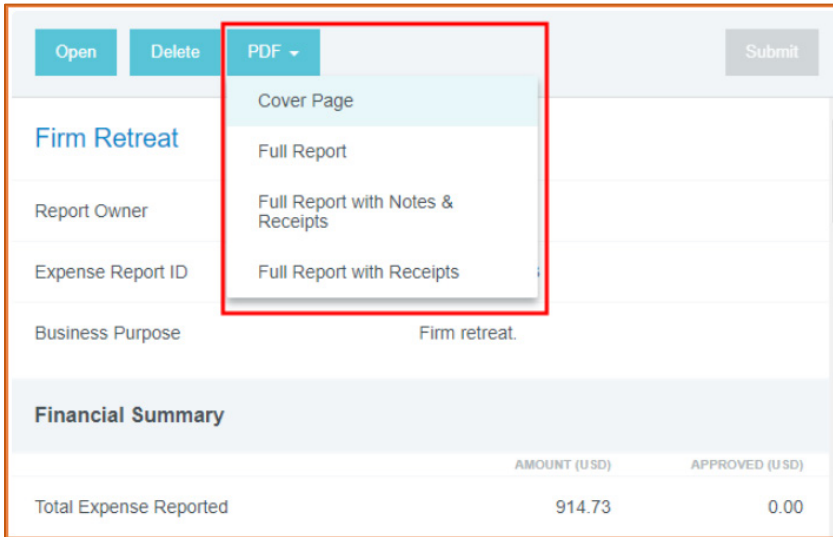 Open Delete PDF Submit
Cover Page
Firm Retreat
Full Report
Full Report with Notes &
Receipts
Report Owner
Expense Report ID
Full Report with Receipts
Business Purpose Firm retreat.
Financial Summary
AMOUNT (USD) APPROVED (USD)
Total Expense Reported 914.73 0.00